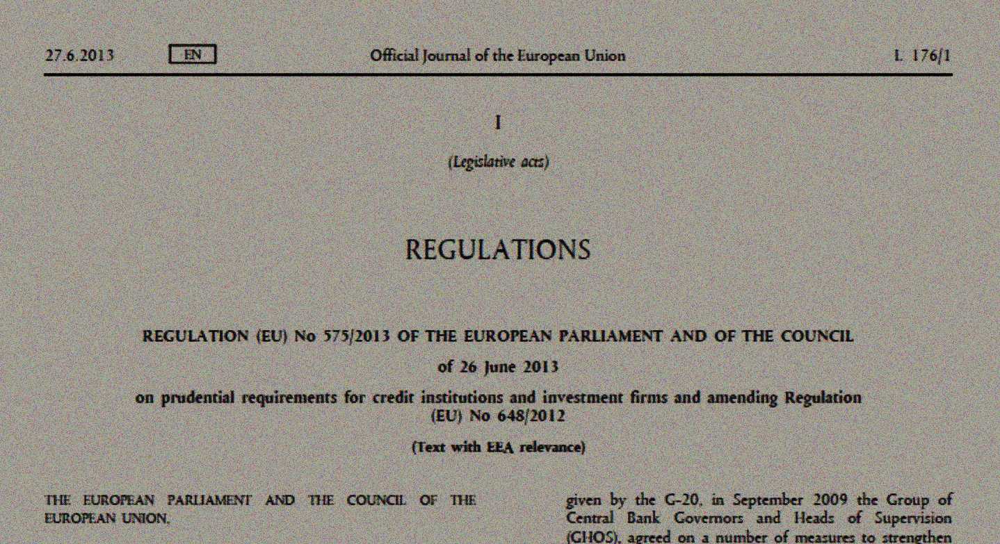 27.6.2013 EN Official Journal of the European Union L 176/1
I
(Legislative acts)
REGULATIONS
REGULATION (EU) No 575/2013 OF THE EUROPEAN PARLIAMENT AND OF THE COUNCIL
of 26 June 2013
on prudential requirements for credit institutions and investment firms and amending Regulation
(EU) No 648/2012
(Text with EEA relevance)
THE EUROPEAN PARLIAMENT AND THE COUNCIL OF THE
EUROPEAN UNION,
given by the G-20, in September 2009 the Group of
Central Bank Governors and Heads of Supervision
(GHOS), agreed on a number of measures to strengthen